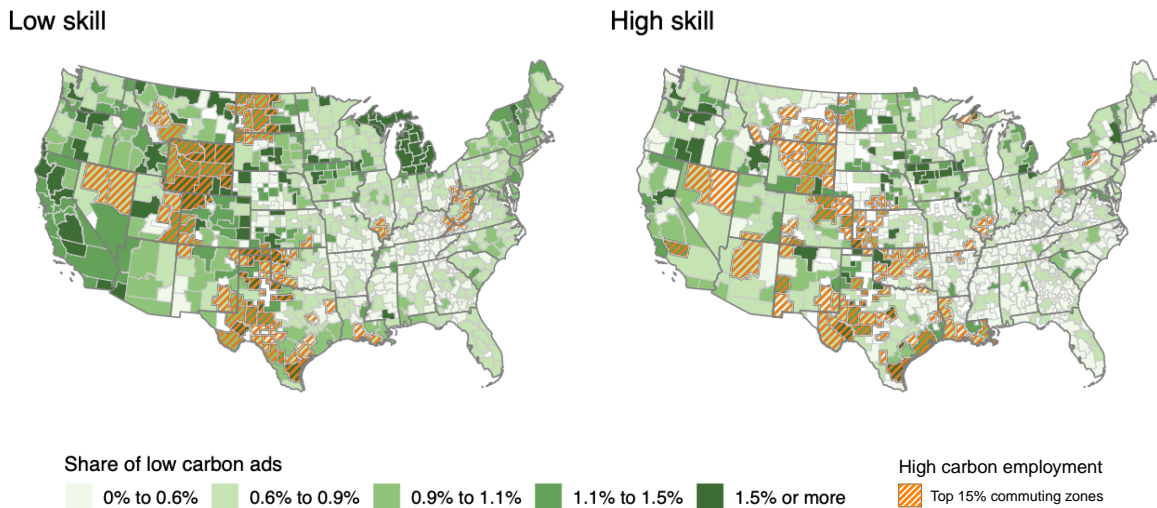 Low skill
High skill
Share of low carbon ads
0% to 0.6%
0.6% to 0.9%
0.9% to 1.1%
1.1% to 1.5%
1.5% or more
High carbon employment
Top 15% commuting zones